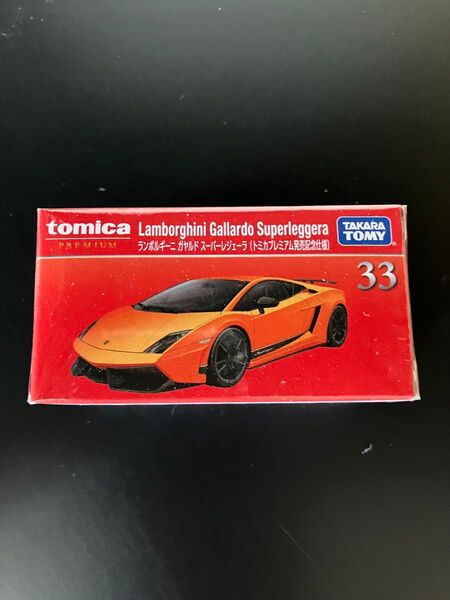 tomica
PREMIUM
Lamborghini Gallardo Superleggera
ランボルギーニ ガヤルド スーパーレジェーラ（トミカプレミアム発売記念仕様）
TAKARA
TOMY
33